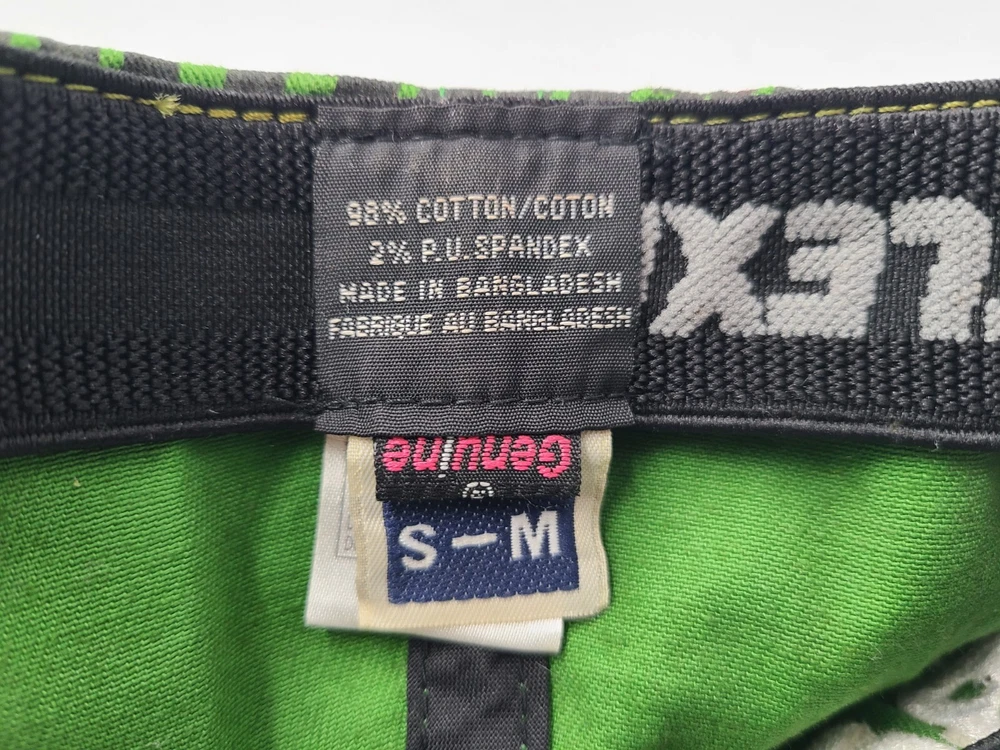 98% COTTON/COTON
2% P.U.SPANDEX
MADE IN BANGLADESH
FABRIQUE AU BANGLADESH
Genuine
®
S-M